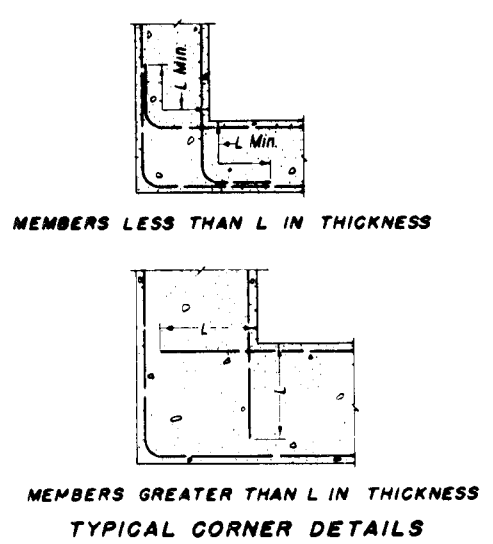 L Min.
L Min.
MEMBERS LESS THAN L IN THICKNESS
L
L
MEMBERS GREATER THAN L IN THICKNESS
TYPICAL CORNER DETAILS